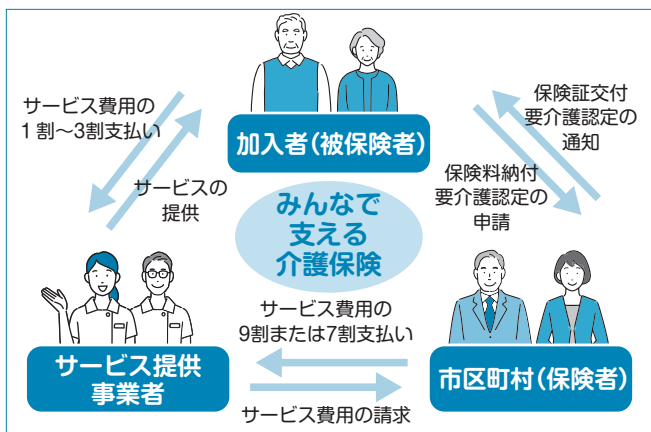 サービス費用の
1割～3割支払い
加入者(被保険者)
保険証交付
要介護認定の
通知
サービスの
提供
保険料納付
要介護認定の
申請
みんなで
支える
介護保険
サービス費用の
9割または7割支払い
サービス提供
事業者
市区町村(保険者)
サービス費用の請求